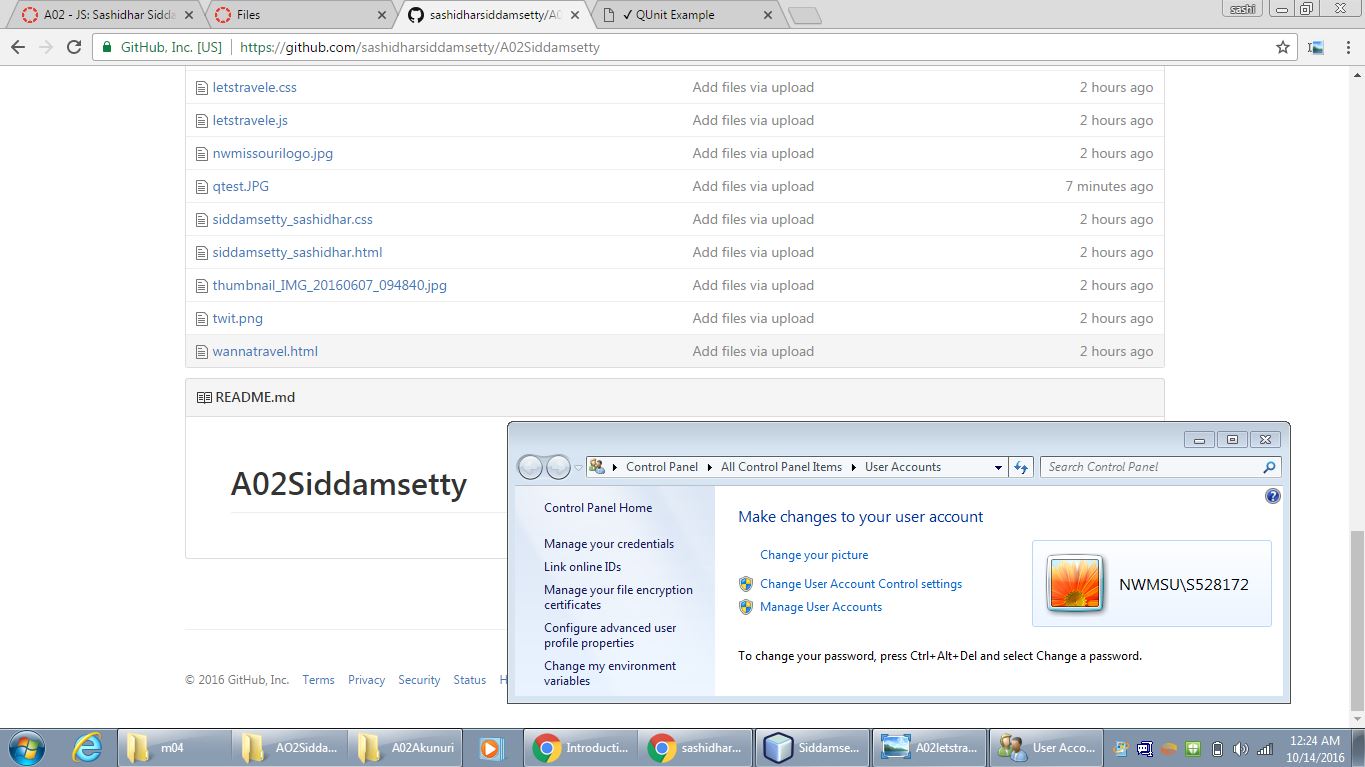 A02 - JS: Sashidhar Sidda
Files
sashidharsiddamsetty/A0
✓ QUnit Example
sashi
GitHub, Inc. [US]
https://github.com/sashidharsiddamsetty/A02Siddamsetty
letstravele.css Add files via upload 2 hours ago
letstravele.js Add files via upload 2 hours ago
nwmissourilogo.jpg Add files via upload 2 hours ago
qtest.JPG Add files via upload 7 minutes ago
siddamsetty_sashidhar.css Add files via upload 2 hours ago
siddamsetty_sashidhar.html Add files via upload 2 hours ago
thumbnail_IMG_20160607_094840.jpg Add files via upload 2 hours ago
twit.png Add files via upload 2 hours ago
wannatravel.html Add files via upload 2 hours ago
README.md
A02Siddamsetty
Control Panel All Control Panel Items User Accounts
Search Control Panel
Control Panel Home
Manage your credentials
Link online IDs
Manage your file encryption
certificates
Configure advanced user
profile properties
Change my environment
variables
Make changes to your user account
Change your picture
Change User Account Control settings
Manage User Accounts
NWMSU\S528172
To change your password, press Ctrl+Alt+Del and select Change a password.
© 2016 GitHub, Inc. Terms Privacy Security Status H
m04
AO2Sidda...
A02Akunuri
Introducti...
sashidhar...
Siddamse...
A02letstra...
User Acco...
12:24 AM
10/14/2016